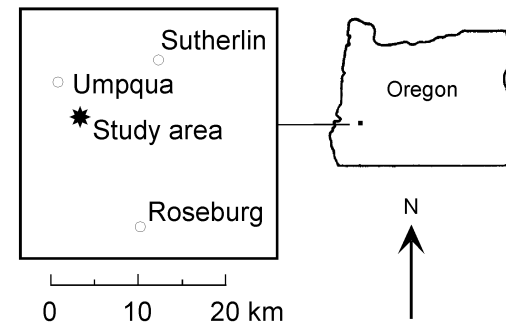 Sutherlin
Umpqua
Study area
Roseburg
0 10 20 km
Oregon
N